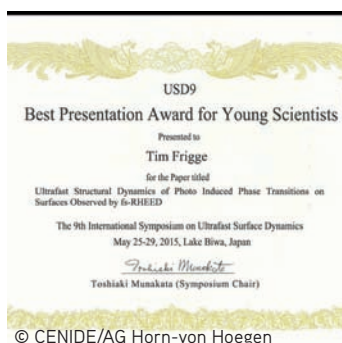 USD9
Best Presentation Award for Young Scientists
Presented to
Tim Frigge
for the Paper titled
Ultrafast Structural Dynamics of Photo Induced Phase Transitions on
Surfaces Observed by fs-RHEED
The 9th International Symposium on Ultrafast Surface Dynamics
May 25-29, 2015, Lake Biwa, Japan
Toshiaki Munakata
Toshiaki Munakata (Symposium Chair)
© CENIDE/AG Horn-von Hoegen